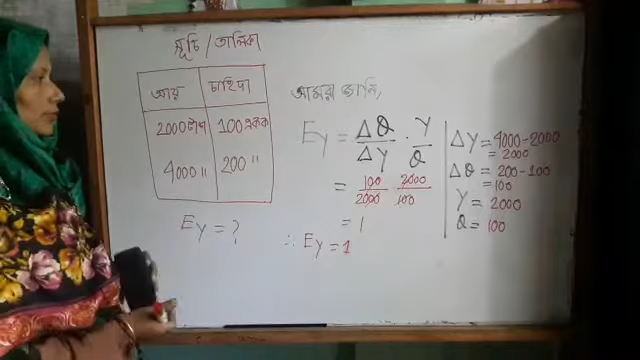 সূচি / তালিকা
আয় চাহিদা
2000 টাকা 100 একক
4000 " 200 "
Ey = ?
আমরা জানি,
Ey = ΔQ/ΔY · Y/Q
= 100/2000 2000/100
= 1
∴ Ey = 1
ΔY = 4000-2000
= 2000
ΔQ = 200-100
= 100
Y = 2000
Q = 100